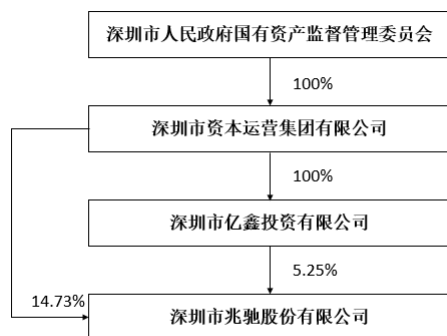 深圳市人民政府国有资产监督管理委员会
100%
深圳市资本运营集团有限公司
100%
深圳市亿鑫投资有限公司
5.25%
14.73%
深圳市兆驰股份有限公司